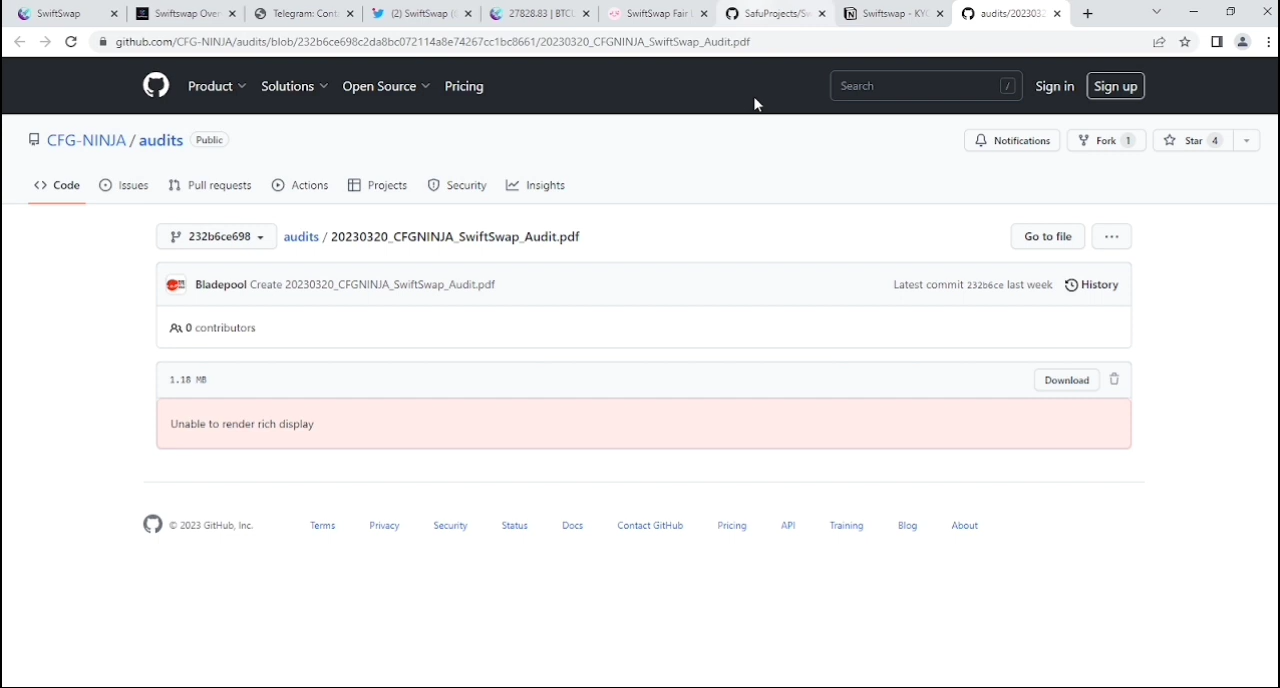 SwiftSwap
Swiftswap Over
Telegram: Cont
(2) SwiftSwap (
27828.83 | BTC
SwiftSwap Fair L
SafuProjects/Sw
Swiftswap - KYC
audits/2023032
github.com/CFG-NINJA/audits/blob/232b6ce698c2da8bc072114a8e74267cc1bc8661/20230320_CFGNINJA_SwiftSwap_Audit.pdf
Product Solutions Open Source Pricing Search / Sign in Sign up
CFG-NINJA / audits Public Notifications Fork 1 Star 4
Code Issues Pull requests Actions Projects Security Insights
232b6ce698 audits / 20230320_CFGNINJA_SwiftSwap_Audit.pdf Go to file ...
Bladepool Create 20230320_CFGNINJA_SwiftSwap_Audit.pdf Latest commit 232b6ce last week History
0 contributors
1.18 MB Download
Unable to render rich display
© 2023 GitHub, Inc. Terms Privacy Security Status Docs Contact GitHub Pricing API Training Blog About